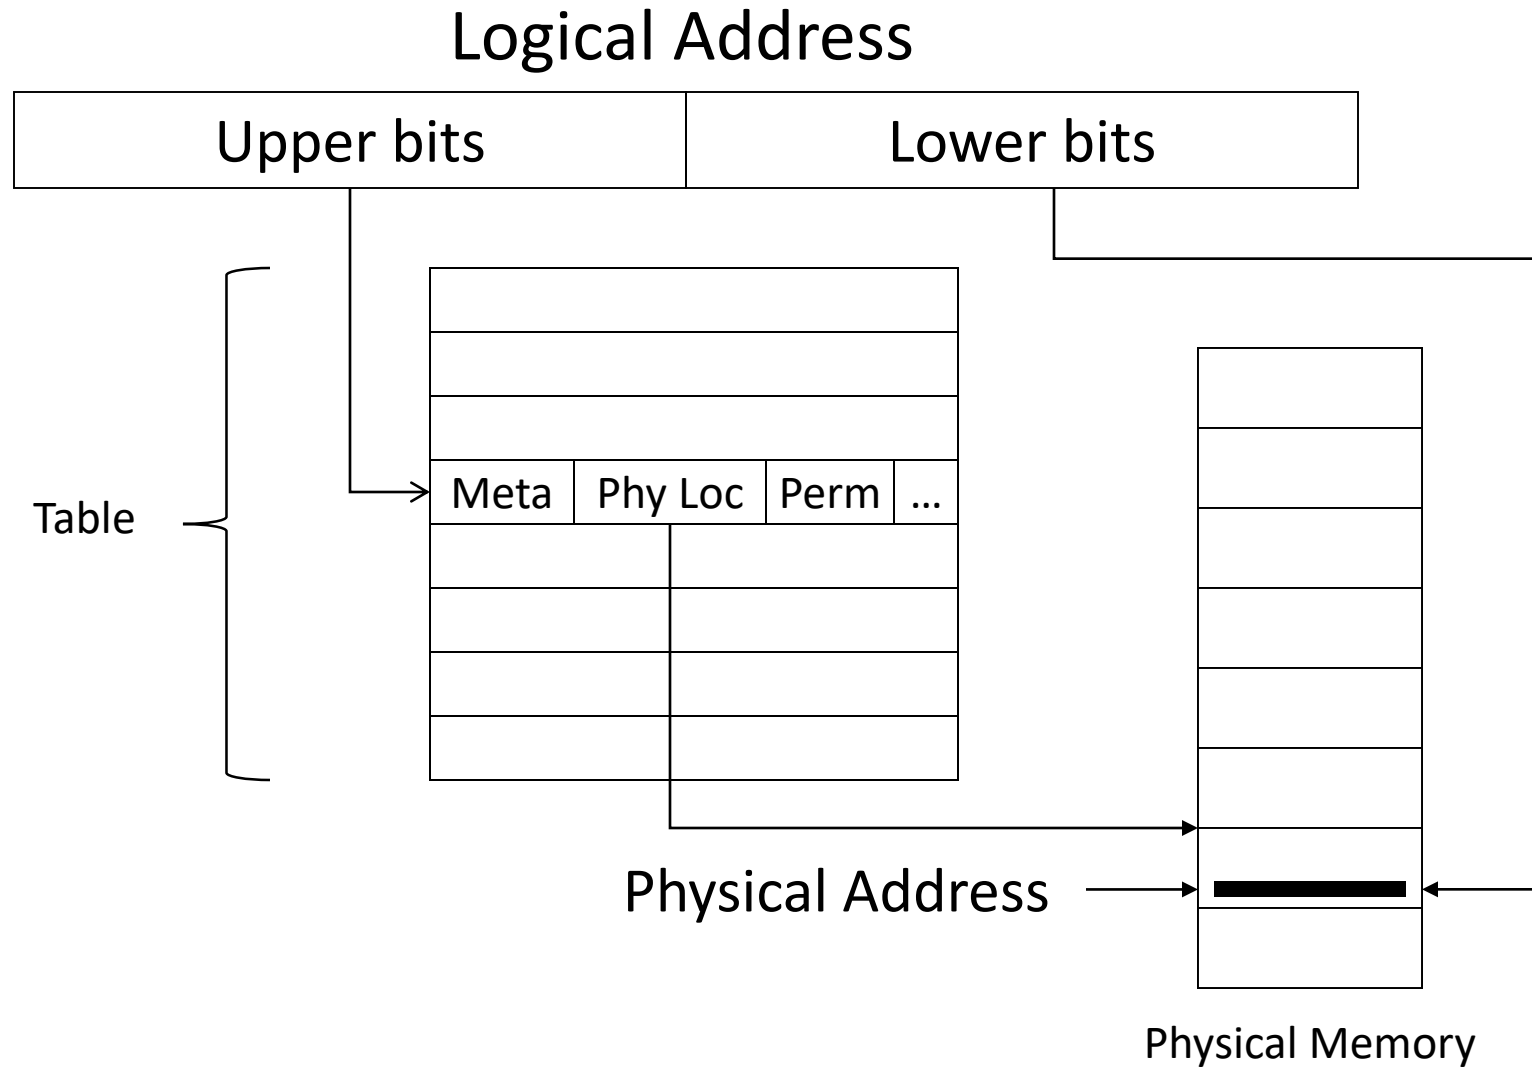 Logical Address
Upper bits
Lower bits
Meta
Phy Loc
Perm
...
Table
Physical Address
Physical Memory